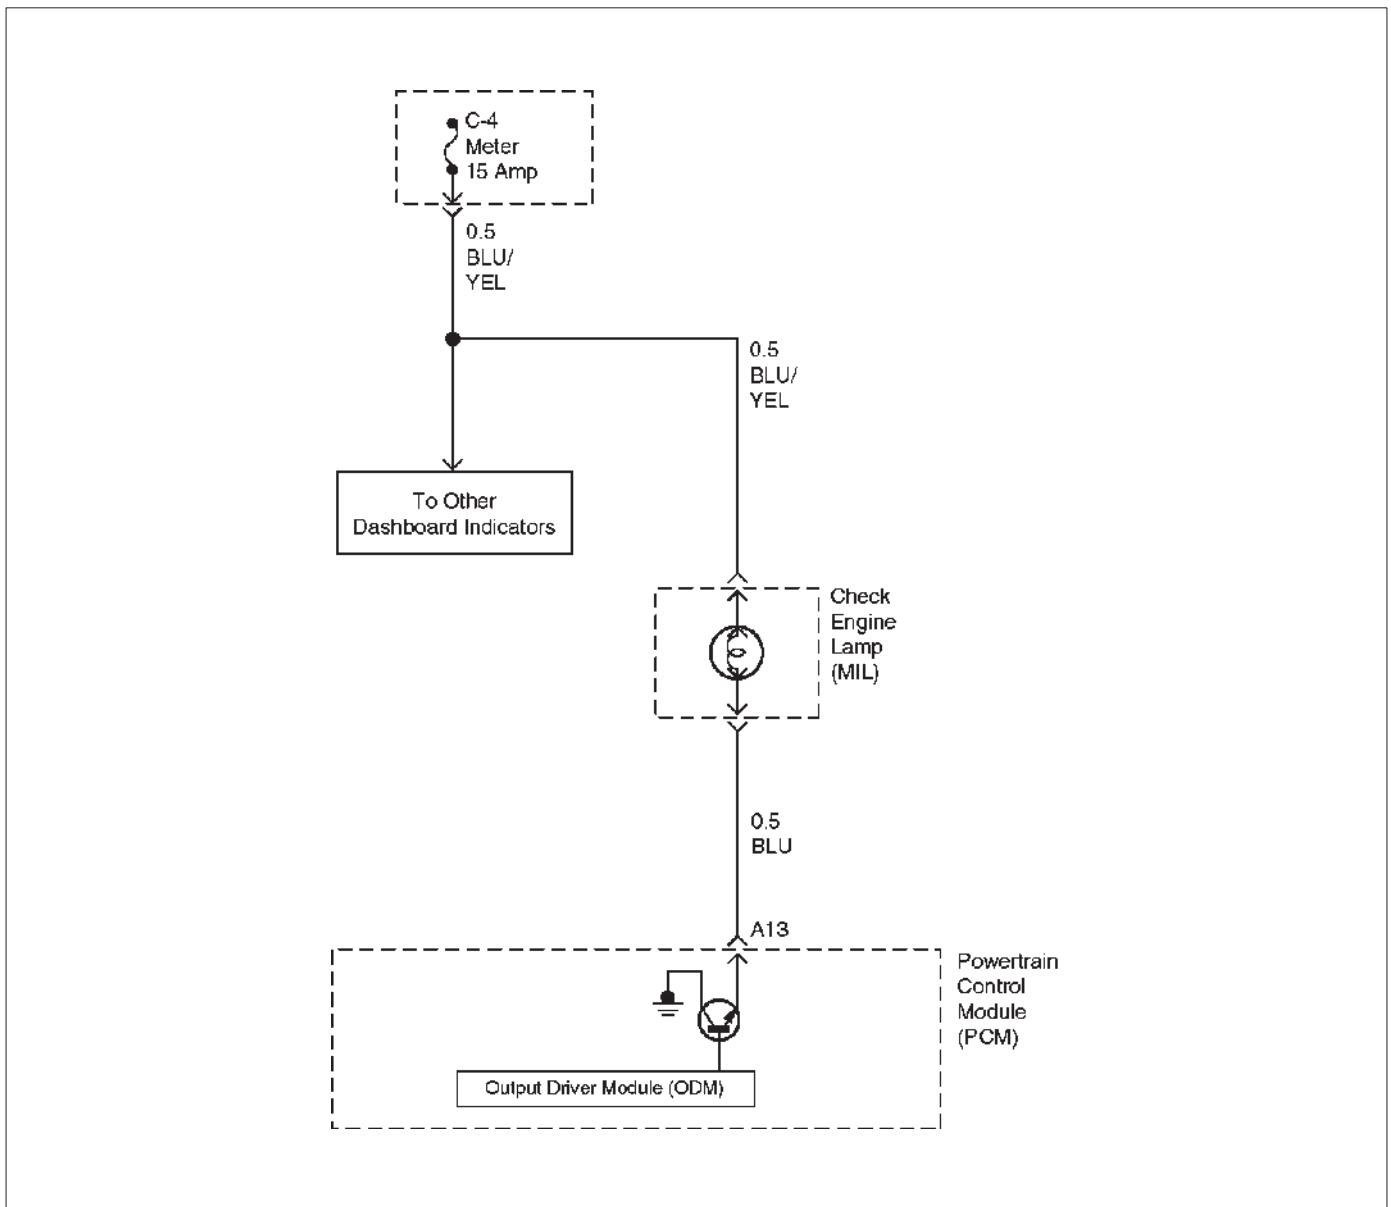 C-4
Meter
15 Amp
0.5
BLU/
YEL
0.5
BLU/
YEL
To Other
Dashboard Indicators
Check
Engine
Lamp
(MIL)
0.5
BLU
A13
Powertrain
Control
Module
(PCM)
Output Driver Module (ODM)